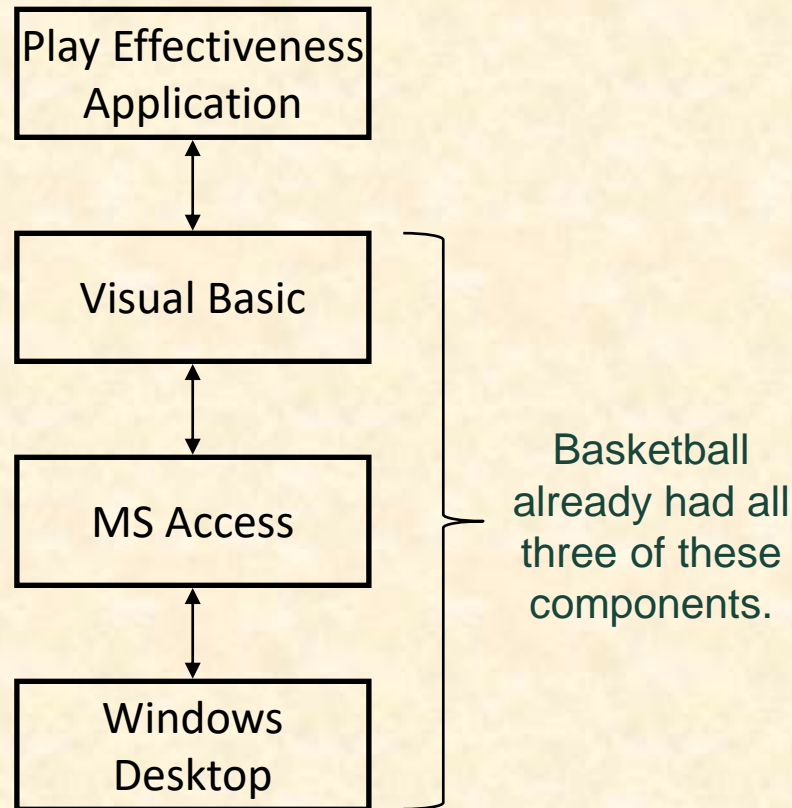 Play Effectiveness
Application
Visual Basic
MS Access
Windows
Desktop
Basketball
already had all
three of these
components.